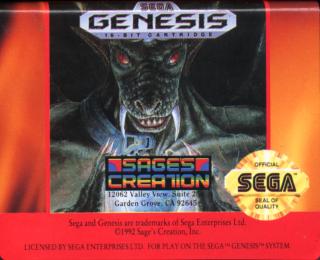 SEGA
GENESIS
16-BIT CARTRIDGE
SAGES
CREATION
12062 Valley View, Suite 2
Garden Grove, CA 92645
OFFICIAL
SEGA
SEAL OF
QUALITY
Sega and Genesis are trademarks of Sega Enterprises Ltd.
©1992 Sage's Creation, Inc.
LICENSED BY SEGA ENTERPRISES LTD. FOR PLAY ON THE SEGA™ GENESIS™ SYSTEM.